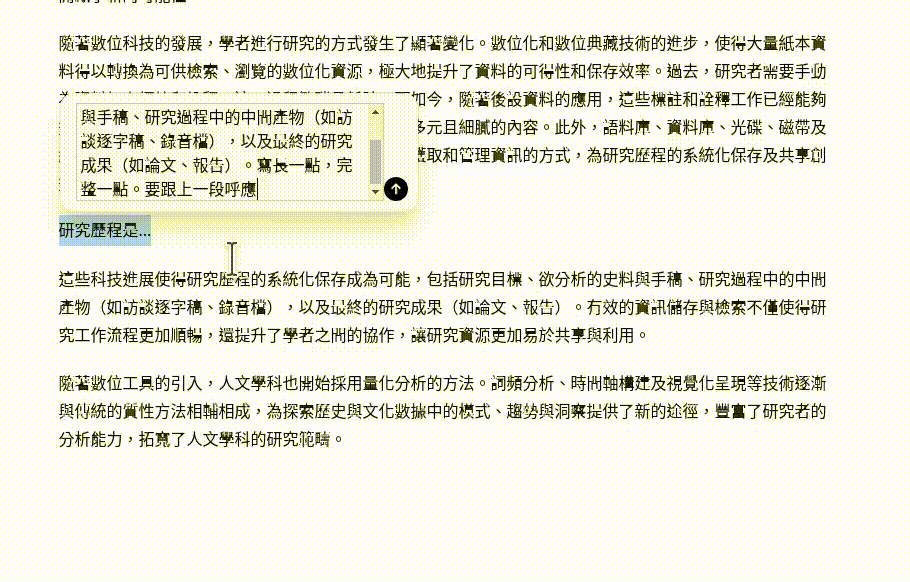 隨著數位科技的發展，學者進行研究的方式發生了顯著變化。數位化和數位典藏技術的進步，使得大量紙本資
料得以轉換為可供檢索、瀏覽的數位化資源，極大地提升了資料的可得性和保存效率。過去，研究者需要手動
如今，隨著後設資料的應用，這些標註和詮釋工作已經能夠
與手稿、研究過程中的中間產物（如訪
談逐字稿、錄音檔），以及最終的研究
成果（如論文、報告）。寫長一點，完
整一點。要跟上一段呼應
多元且細膩的內容。此外，語料庫、資料庫、光碟、磁帶及
取和管理資訊的方式，為研究歷程的系統化保存及共享創
研究歷程是...
這些科技進展使得研究歷程的系統化保存成為可能，包括研究目標、欲分析的史料與手稿、研究過程中的中間
產物（如訪談逐字稿、錄音檔），以及最終的研究成果（如論文、報告）。有效的資訊儲存與檢索不僅使得研
究工作流程更加順暢，還提升了學者之間的協作，讓研究資源更加易於共享與利用。
隨著數位工具的引入，人文學科也開始採用量化分析的方法。詞頻分析、時間軸構建及視覺化呈現等技術逐漸
與傳統的質性方法相輔相成，為探索歷史與文化數據中的模式、趨勢與洞察提供了新的途徑，豐富了研究者的
分析能力，拓寬了人文學科的研究範疇。